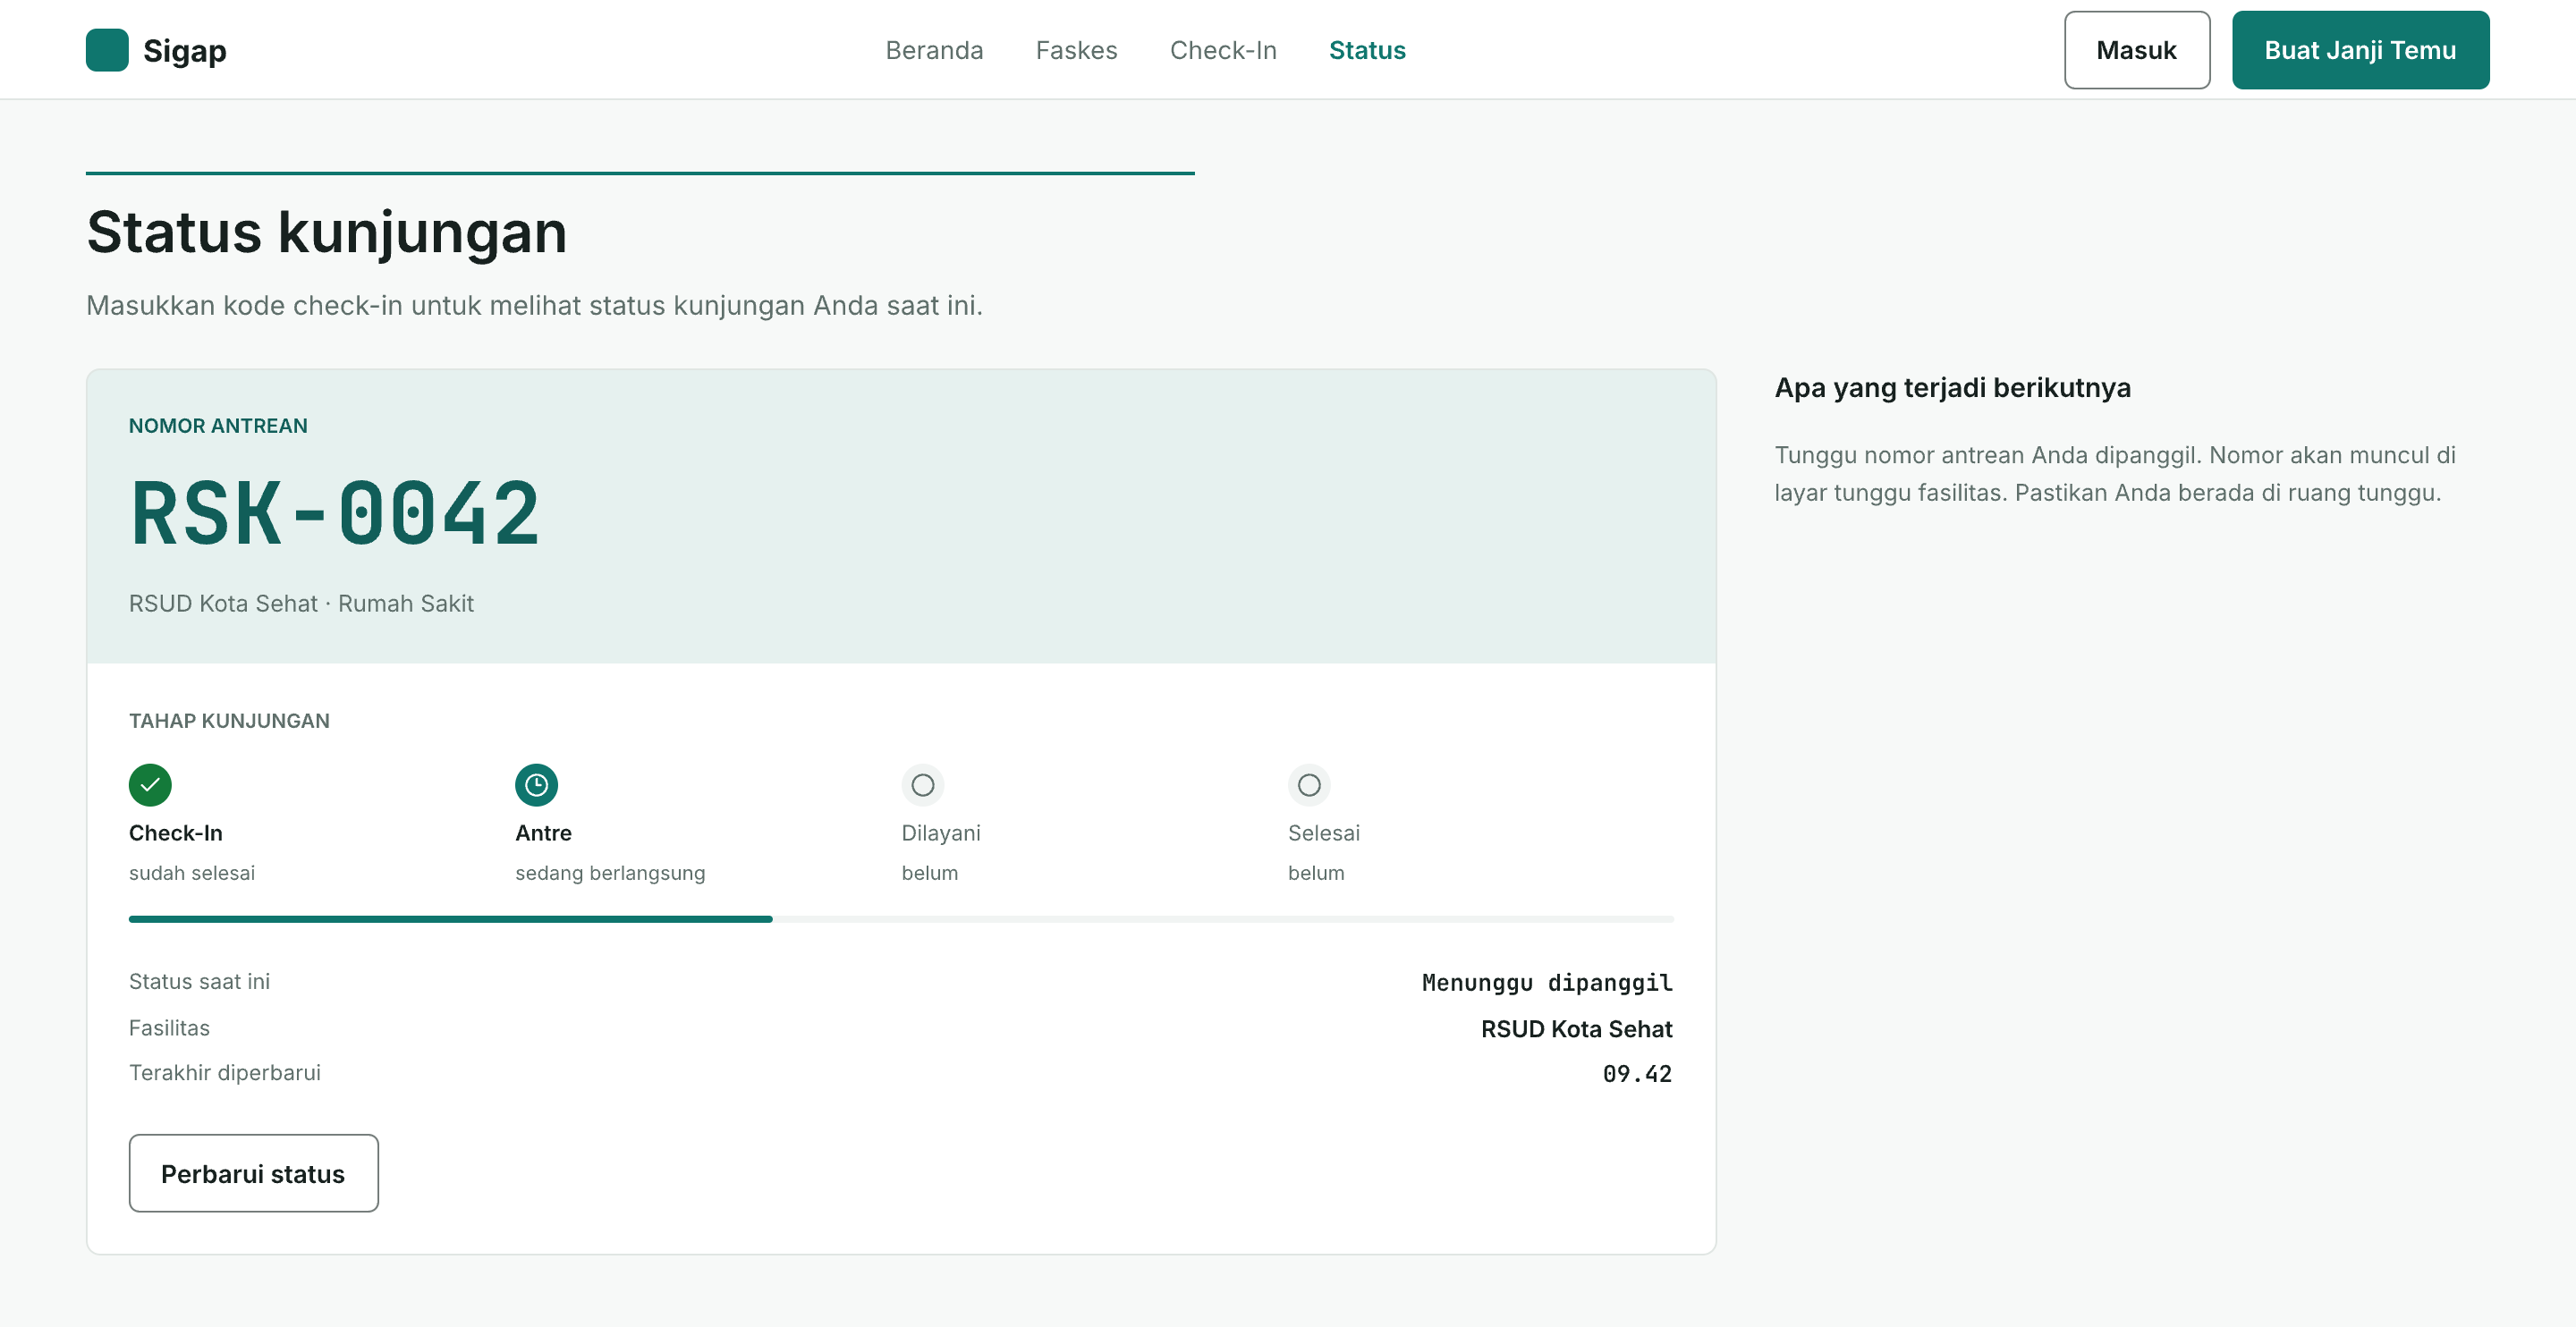 Sigap
Beranda
Faskes
Check-In
Status
Masuk
Buat Janji Temu
Status kunjungan
Masukkan kode check-in untuk melihat status kunjungan Anda saat ini.
NOMOR ANTREAN
RSK-0042
RSUD Kota Sehat · Rumah Sakit
TAHAP KUNJUNGAN
Check-In
sudah selesai
Antre
sedang berlangsung
Dilayani
belum
Selesai
belum
Status saat ini
Menunggu dipanggil
Fasilitas
RSUD Kota Sehat
Terakhir diperbarui
09.42
Perbarui status
Apa yang terjadi berikutnya
Tunggu nomor antrean Anda dipanggil. Nomor akan muncul di
layar tunggu fasilitas. Pastikan Anda berada di ruang tunggu.